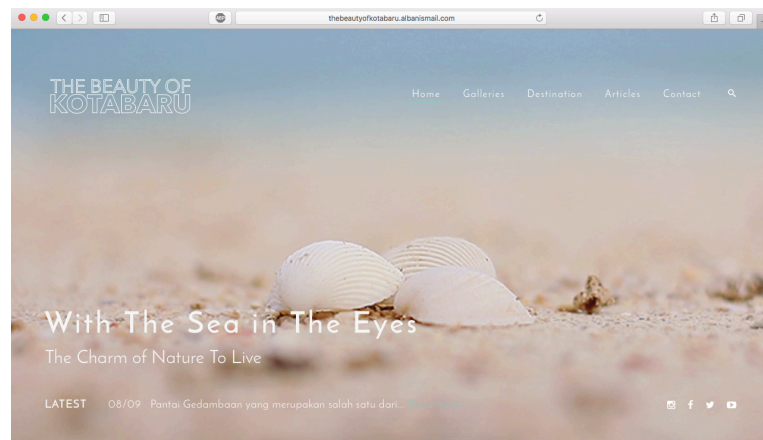 thebeautyofkotabaru.albanismail.com
THE BEAUTY OF
KOTABARU
Home Galleries Destination Articles Contact
With The Sea in The Eyes
The Charm of Nature To Live
LATEST 08/09 Pantai Gedambaan yang merupakan salah satu dari...